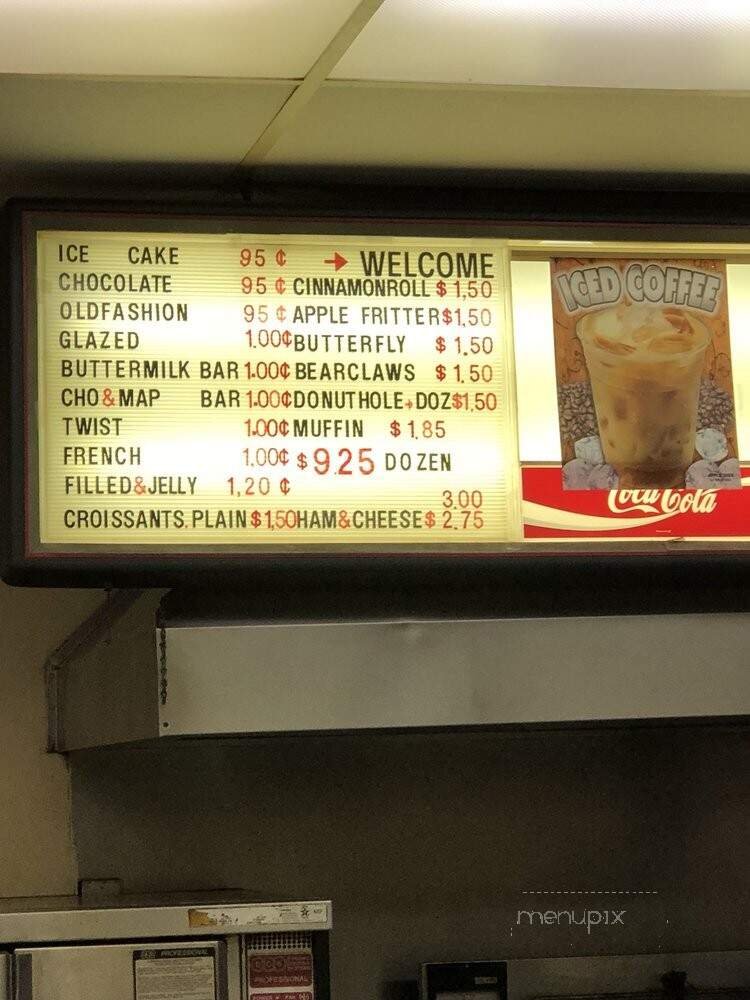 ICE CAKE 95 ¢ → WELCOME
CHOCOLATE 95 ¢ CINNAMONROLL $ 1,50
OLDFASHION 95 ¢ APPLE FRITTER $1,50
GLAZED 1.00¢ BUTTERFLY $ 1.50
BUTTERMILK BAR 1.00¢ BEARCLAWS $ 1,50
CHO&MAP BAR 1.00¢ DONUTHOLE DOZ $1,50
TWIST 1.00¢ MUFFIN $1,85
FRENCH 1.00¢ $9.25 DOZEN
FILLED&JELLY 1,20 ¢
3.00
CROISSANTS.PLAIN $1,50 HAM&CHEESE $ 2.75
ICED COFFEE
Coca Cola
menupix
PROFESSIONAL
PROFESSIONAL